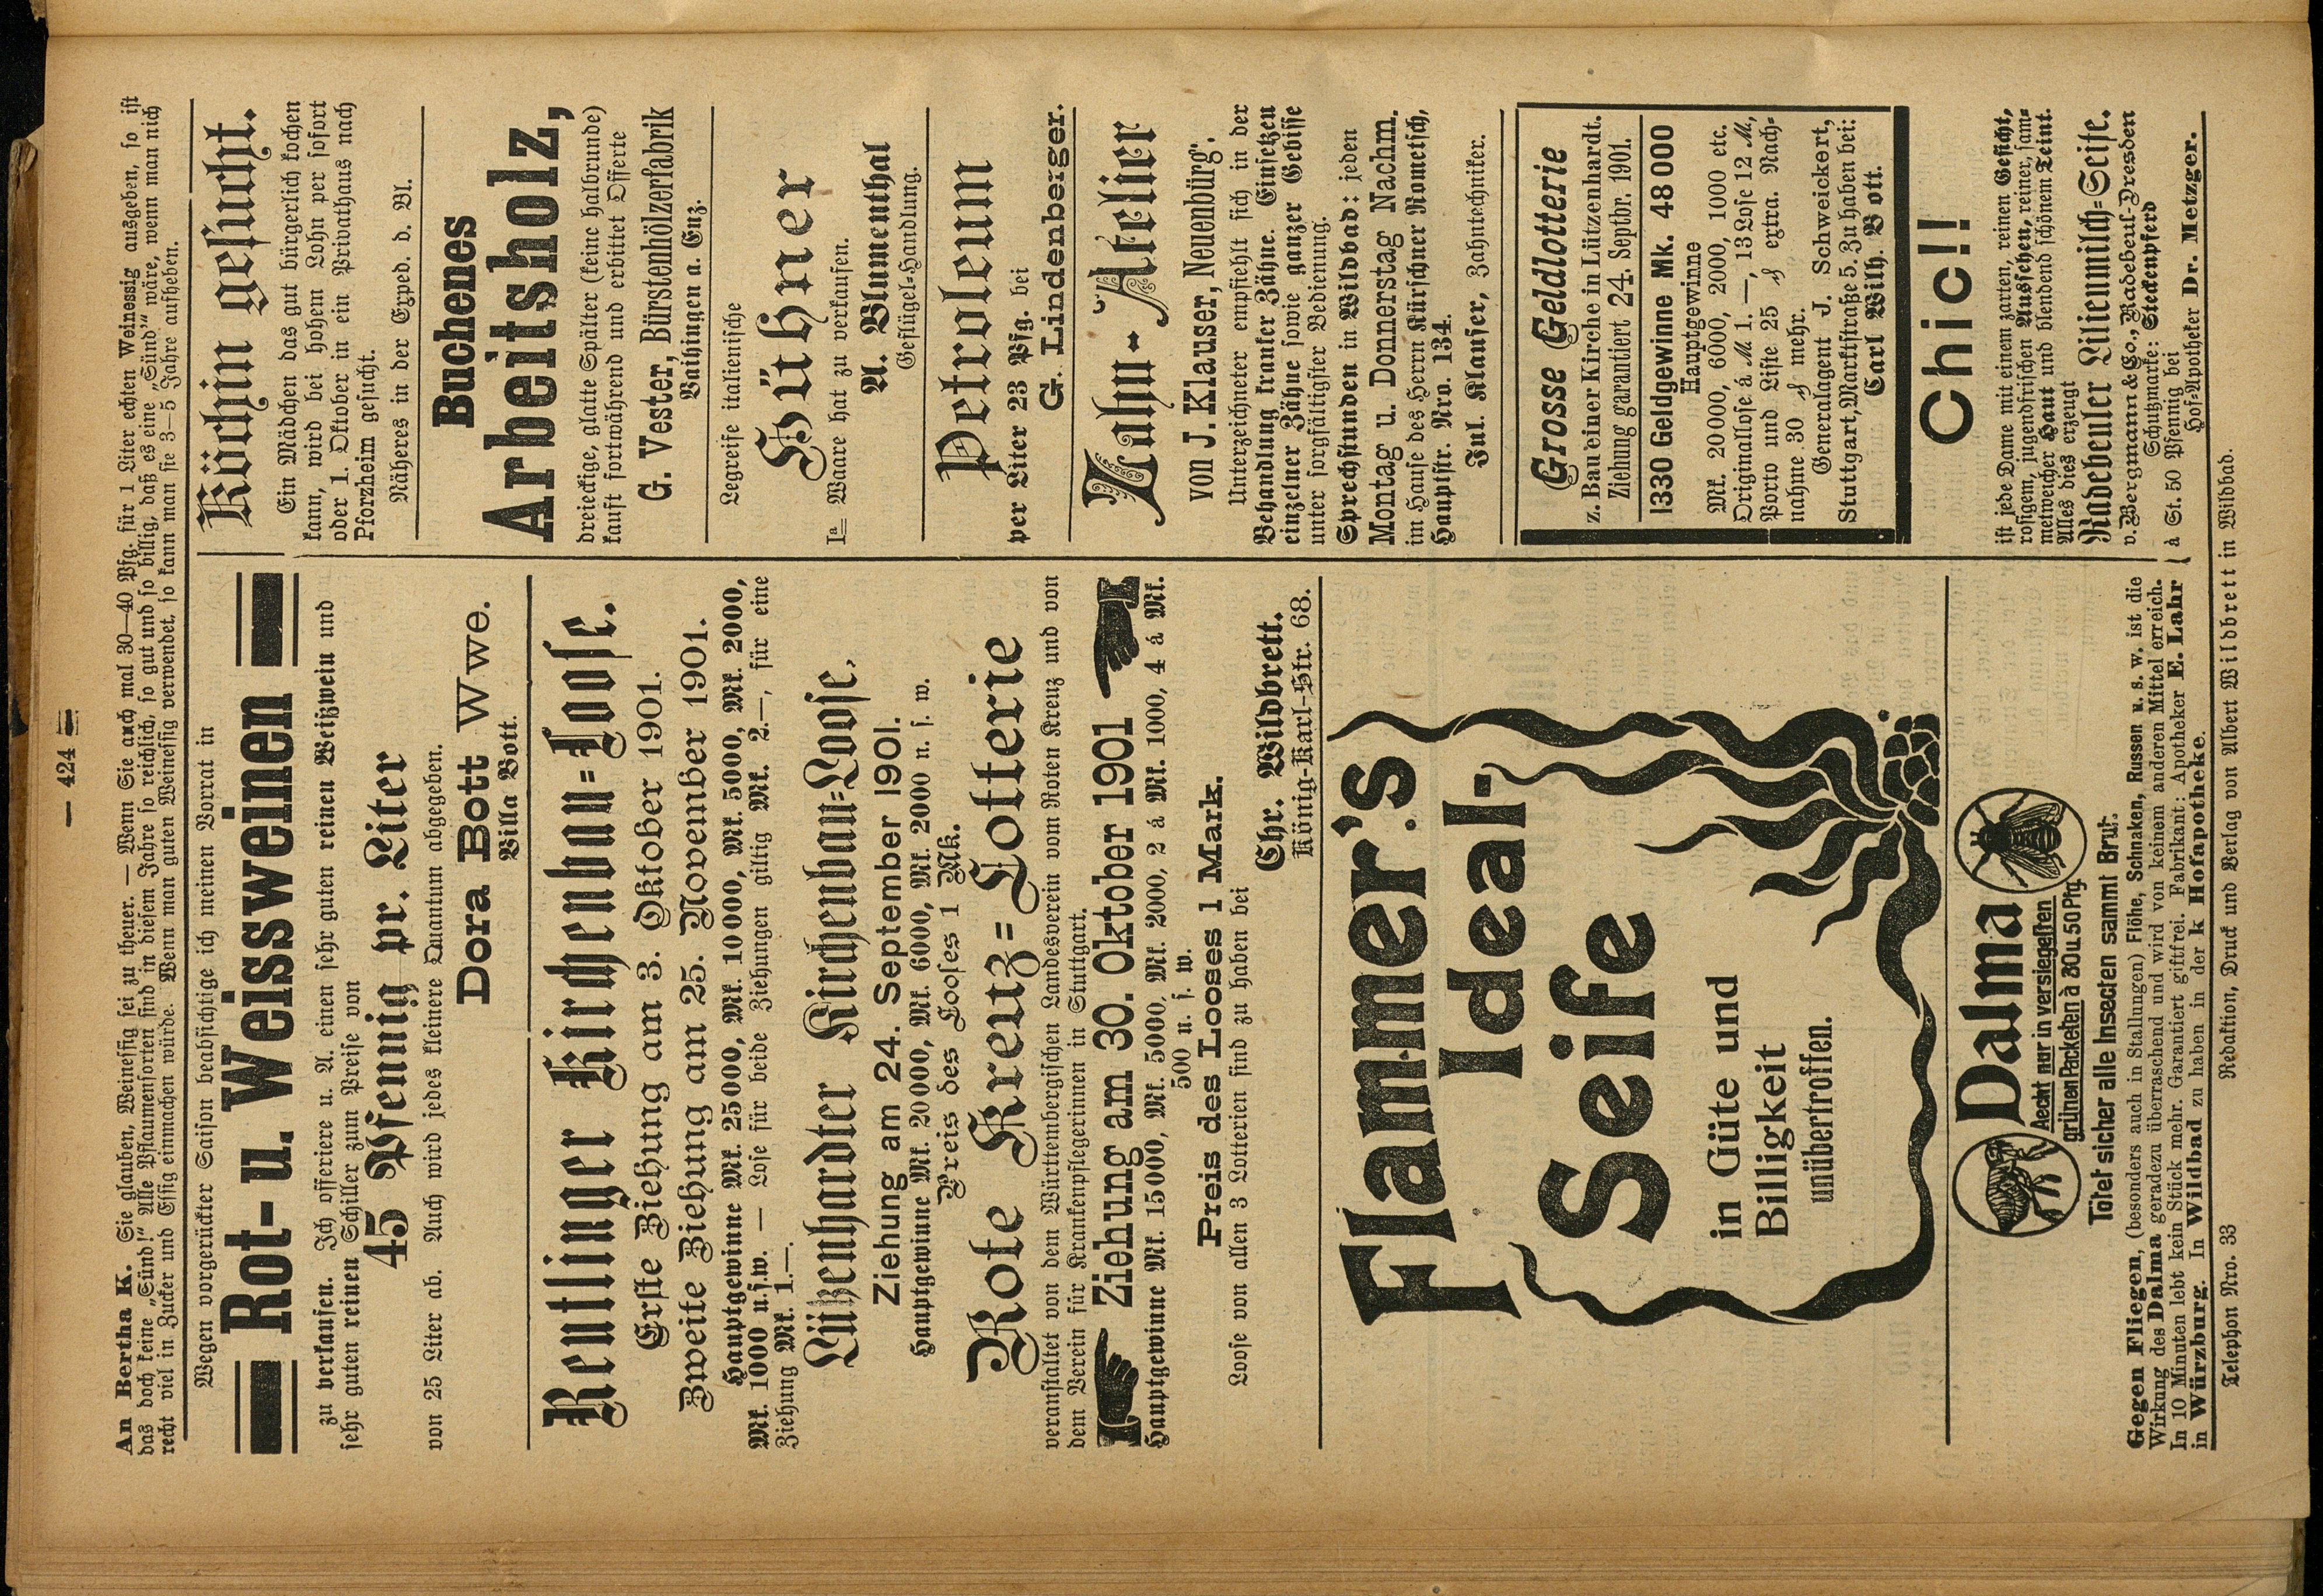 — 424 —
An Bertha K. Sie glauben, Weinessig sei zu theuer. — Wenn Sie auch mal 30—40 Pfg. für 1 Liter echten Weinessig ausgeben, so ist
das doch keine „Sünd!“ Alle Pflaumensorten sind in diesem Jahre so reichlich, so gut und so billig, daß es eine „Sünd“ wäre, wenn man nich
recht viel in Zucker und Essig einmachen würde. Wenn man guten Weinessig verwendet, so kann man sie 3—5 Jahre aufheben.
Wegen vorgerückter Saison beabsichtige ich meinen Vorrat in
Rot- u. Weissweinen
zu verkaufen. Ich offeriere u. A. einen sehr guten reinen Weißwein und
sehr guten reinen Schiller zum Preise von
45 Pfennig pr. Liter
von 25 Liter ab. Auch wird jedes kleinere Quantum abgegeben.
Dora Bott Wwe.
Villa Bott.
Reutlinger Kirchenbau=Loose.
Erste Ziehung am 3. Oktober 1901.
Zweite Ziehung am 25. November 1901.
Hauptgewinne Mk. 25000, Mk. 10000, Mk. 5000, Mk. 2000,
Mk. 1000 u.s.w. — Lose für beide Ziehungen giltig Mk. 2.—, für eine
Ziehung Mk. 1.—.
Lützenhardter Kirchenbau=Loose.
Ziehung am 24. September 1901.
Hauptgewinne Mk. 20000, Mk. 6000, Mk. 2000 u. s. w.
Preis des Looses 1 Mk.
Rote Kreuz=Lotterie
veranstaltet von dem Württembergischen Landesverein vom Roten Kreuz und von
dem Verein für Krankenpflegerinnen in Stuttgart.
Ziehung am 30. Oktober 1901
Hauptgewinne Mk. 15000, Mk. 5000, Mk. 2000, 2 á Mk. 1000, 4 á Mk.
500 u. s. w.
Preis des Looses 1 Mark.
Loose von allen 3 Lotterien sind zu haben bei
Chr. Wildbrett.
König-Karl-Str. 68.
Flammer's
Ideal-
Seife
in Güte und
Billigkeit
unübertroffen.
Dalma
Aecht nur in versiegelten
grünen Packeten à 30 u. 50 Pfg.
Tötet sicher alle Insecten sammt Brut.
Gegen Fliegen, (besonders auch in Stallungen) Flöhe, Schnaken, Russen u. s. w. ist die
Wirkung des Dalma geradezu überraschend und wird von keinem anderen Mittel erreich.
In 10 Minuten lebt kein Stück mehr. Garantiert giftfrei. Fabrikant: Apotheker E. Lahr
in Würzburg. In Wildbad zu haben in der k Hofapotheke.
Köchin gesucht.
Ein Mädchen das gut bürgerlich kochen
kann, wird bei hohem Lohn per sofort
oder 1. Oktober in ein Privathaus nach
Pforzheim gesucht.
Näheres in der Exped. d. Bl.
Buchenes
Arbeitsholz,
dreieckige, glatte Spälter (keine halbrunde)
kauft fortwährend und erbittet Offerte
G. Vester, Bürstenhölzerfabrik
Vaihingen a. Enz.
Legreife italienische
Hühner
Ia Waare hat zu verkaufen.
A. Blumenthal
Geflügel-Handlung.
Petroleum
per Liter 23 Pfg. bei
G. Lindenberger.
Zahn-Atelier
von J. Klauser, Neuenbürg.
Unterzeichneter empfiehlt sich in der
Behandlung kranker Zähne. Einsetzen
einzelner Zähne sowie ganzer Gebisse
unter sorgfältigster Bedienung.
Sprechstunden in Wildbad: jeden
Montag u. Donnerstag Nachm.
im Hause des Herrn Kürschner Rometsch,
Hauptstr. Nro. 134.
Jul. Klauser, Zahntechniker.
Grosse Geldlotterie
z. Bau einer Kirche in Lützenhardt.
Ziehung garantiert 24. Septbr. 1901.
1330 Geldgewinne Mk. 48 000
Hauptgewinne
Mk. 20000, 6000, 2000, 1000 etc.
Originallose á M. 1.—, 13 Lose 12 M,
Porto und Liste 25 ₰ extra. Nach-
nahme 30 ₰ mehr.
Generalagent J. Schweickert,
Stuttgart, Marktstraße 5. Zu haben bei:
Carl Wilh. Bott.
Chic!!
ist jede Dame mit einem zarten, reinen Gesicht,
rosigem, jugendfrischen Aussehen, reiner, sam-
metweicher Haut und blendend schönem Teint.
Alles dies erzeugt
Radebeuler Lilienmilch=Seife.
v. Bergmann & Co., Radebeul-Dresden
Schutzmarke: Steckenpferd
à St. 50 Pfennig bei
Hof-Apotheker Dr. Metzger.
Telephon Nro. 33 Redaktion, Druck und Verlag von Albert Wildbrett in Wildbad.